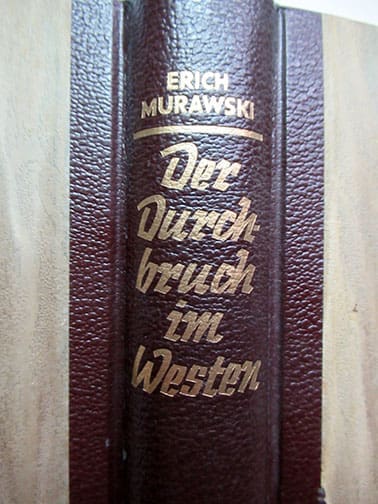 ERICH
MURAWSKI
Der
Durch-
bruch
im
Westen